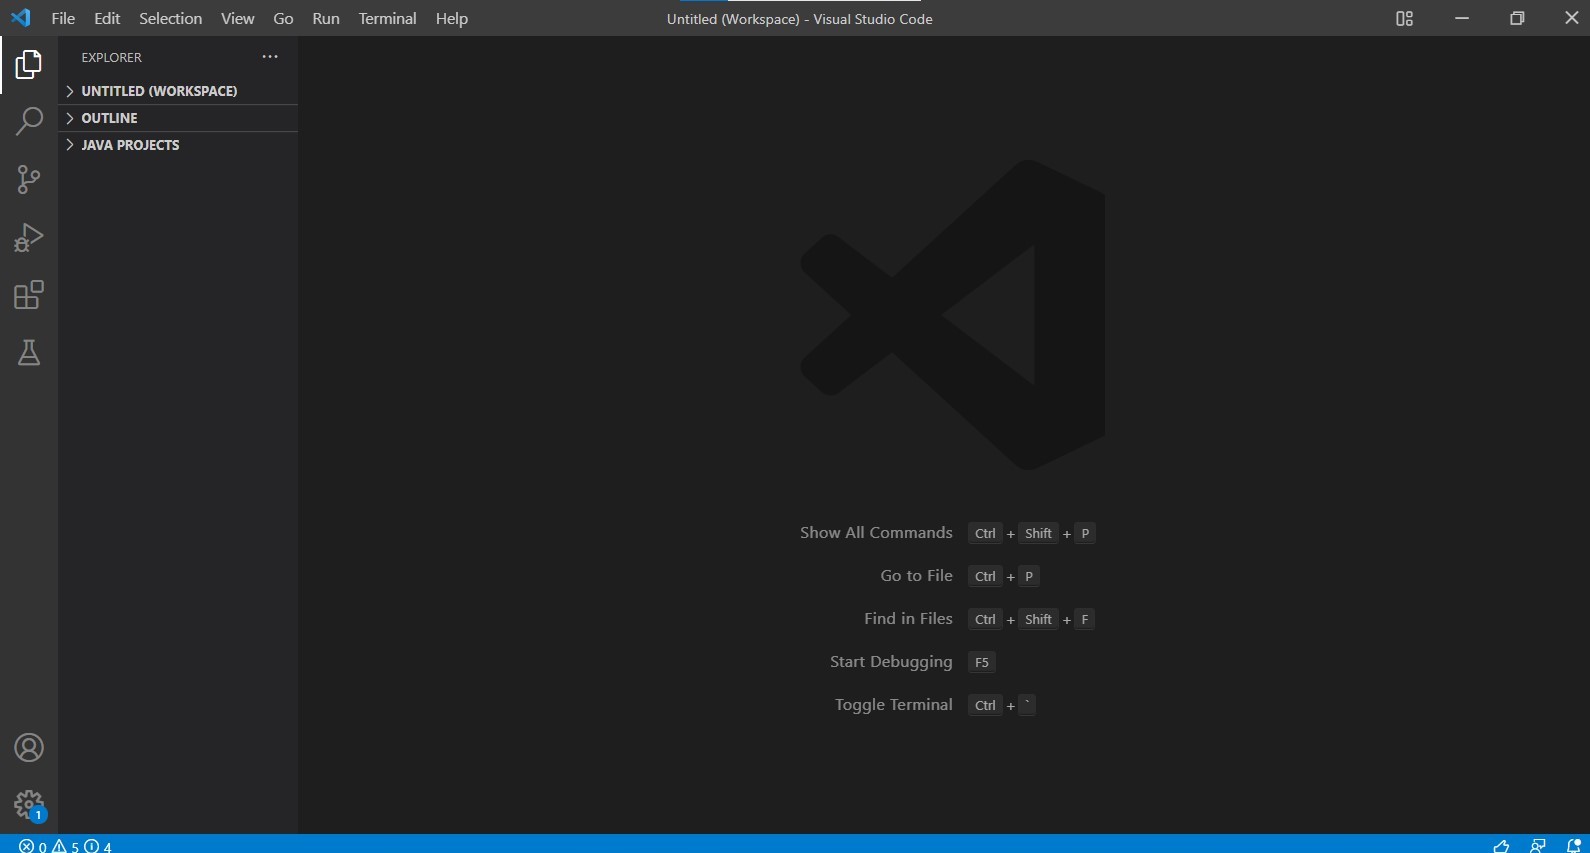 File Edit Selection View Go Run Terminal Help Untitled (Workspace) - Visual Studio Code
EXPLORER
UNTITLED (WORKSPACE)
OUTLINE
JAVA PROJECTS
Show All Commands Ctrl + Shift + P
Go to File Ctrl + P
Find in Files Ctrl + Shift + F
Start Debugging F5
Toggle Terminal Ctrl + `
1
0 5 4